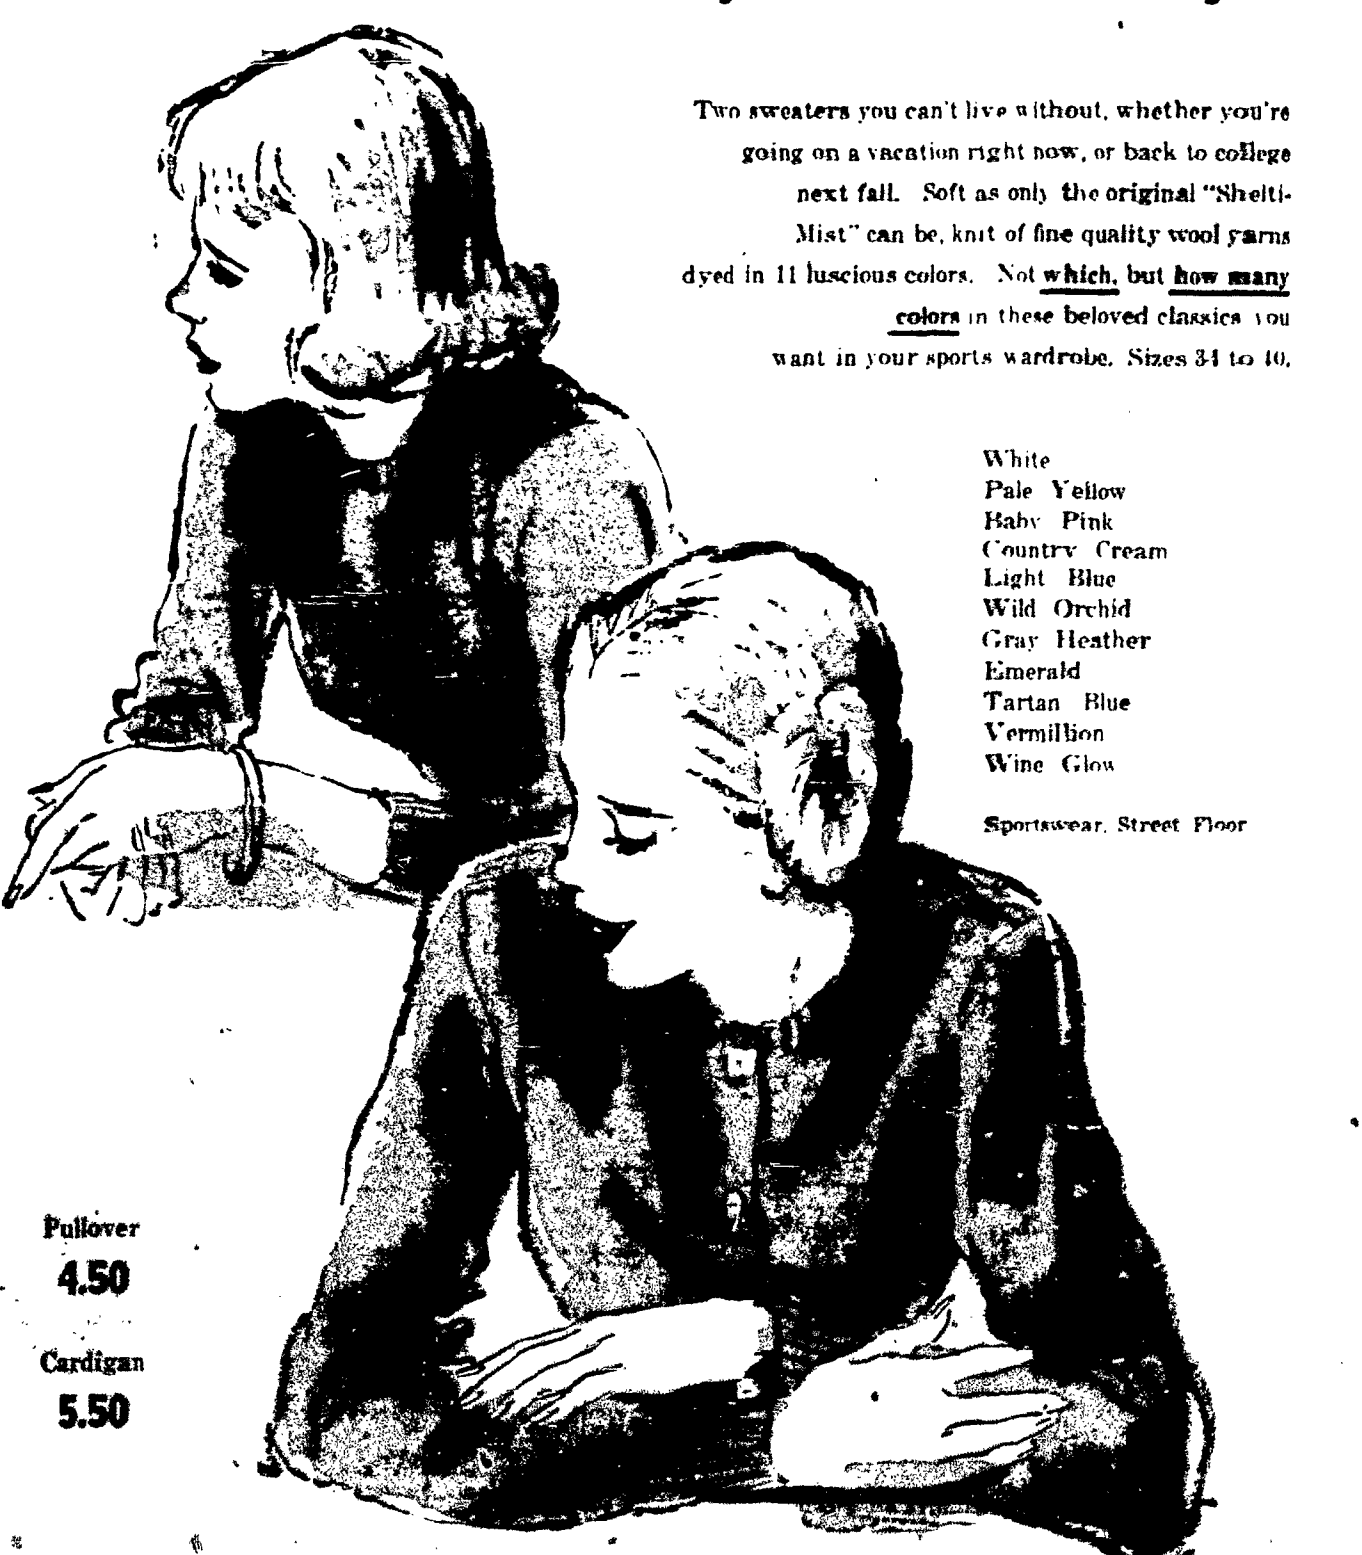 Two sweaters you can't live without, whether you're
going on a vacation right now, or back to college
next fall. Soft as only the original "Shelti-
Mist" can be, knit of fine quality wool yarns
dyed in 11 luscious colors. Not which, but how many
colors in these beloved classics you
want in your sports wardrobe. Sizes 34 to 40.
White
Pale Yellow
Baby Pink
Country Cream
Light Blue
Wild Orchid
Gray Heather
Emerald
Tartan Blue
Vermillion
Wine Glow
Sportswear, Street Floor
Pullover
4.50
Cardigan
5.50